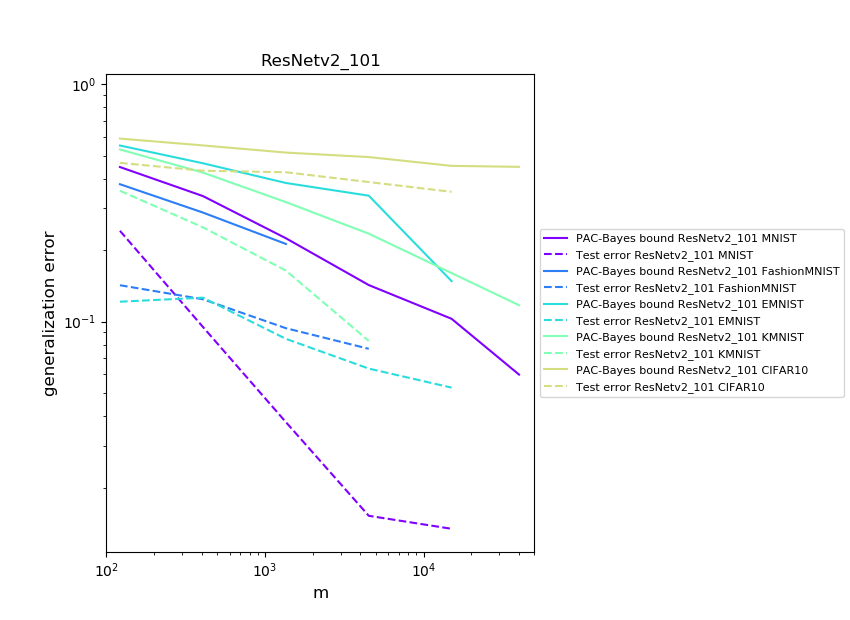 ResNetv2_101
10⁰
10⁻¹
generalization error
10²
10³
10⁴
m
PAC-Bayes bound ResNetv2_101 MNIST
Test error ResNetv2_101 MNIST
PAC-Bayes bound ResNetv2_101 FashionMNIST
Test error ResNetv2_101 FashionMNIST
PAC-Bayes bound ResNetv2_101 EMNIST
Test error ResNetv2_101 EMNIST
PAC-Bayes bound ResNetv2_101 KMNIST
Test error ResNetv2_101 KMNIST
PAC-Bayes bound ResNetv2_101 CIFAR10
Test error ResNetv2_101 CIFAR10